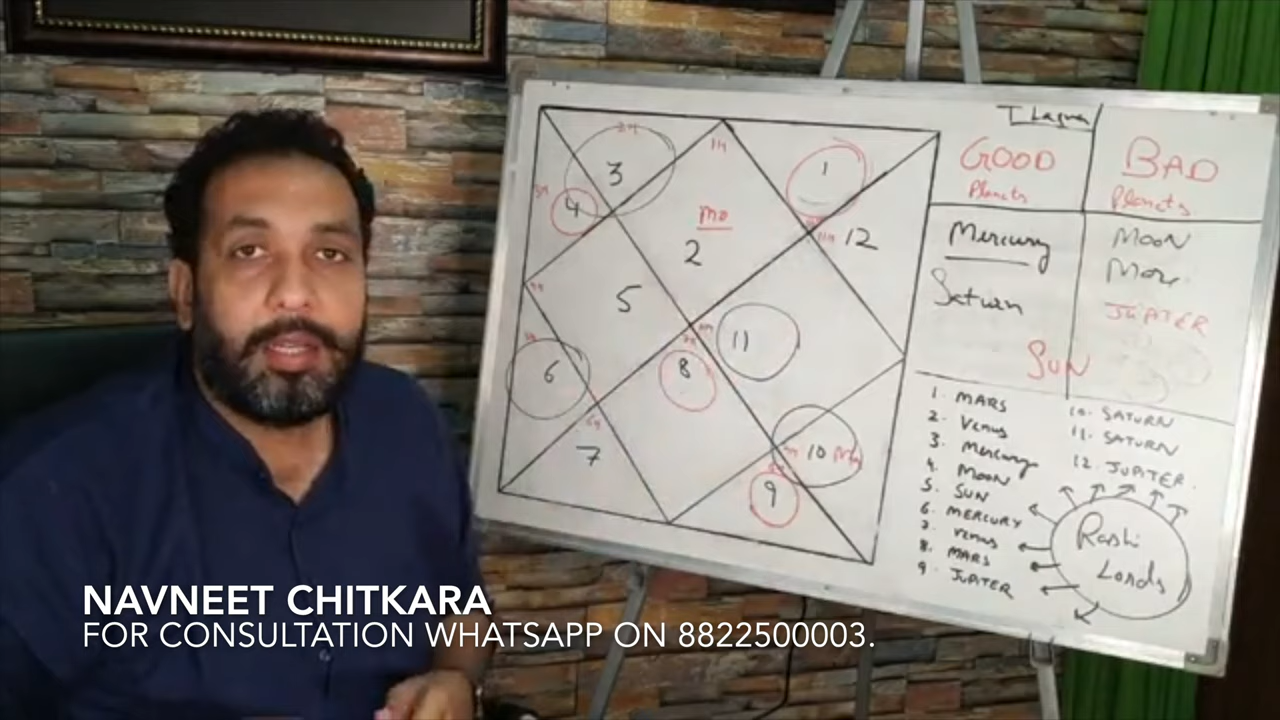 T Lagna
GOOD
Planets
BAD
Planets
Mercury
Saturn
MOON
JUPITER
SUN
1. MARS
2. Venus
3. Mercury
4. MOON
5. SUN
6. MERCURY
7. Venus
8. MARS
9. JUPITER
10. SATURN
11. SATURN
12. JUPITER.
Rashi
Lords
3
4
1H
mo
2
1
12
5
11
6
8
7
10
9
NAVNEET CHITKARA
FOR CONSULTATION WHATSAPP ON 8822500003.